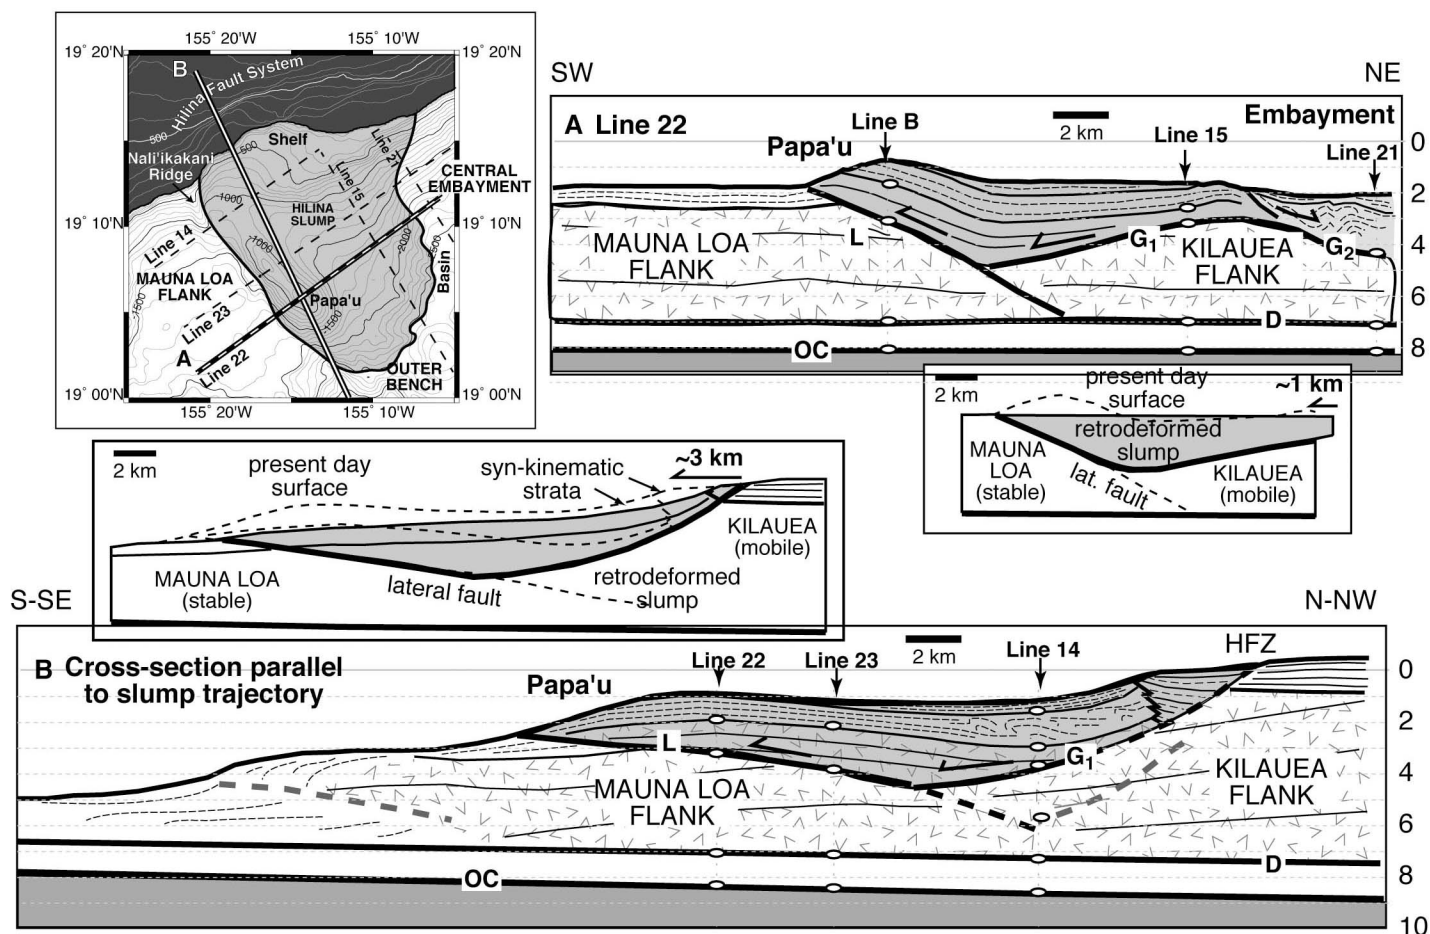 155° 20'W
155° 10'W
19° 20'N
19° 20'N
B
Hilina Fault System
500
Nali'ikakani
Ridge
Shelf
500
Line 21
Line 15
CENTRAL
EMBAYMENT
1000
HILINA
SLUMP
19° 10'N
19° 10'N
Line 14
1000
2000
Basin
MAUNA LOA
FLANK
1500
Papa'u
1500
Line 23
A
Line 22
OUTER
BENCH
19° 00'N
19° 00'N
155° 20'W
155° 10'W
SW
NE
A Line 22
Line B
2 km
Embayment
Papa'u
Line 15
Line 21
0
2
4
6
8
MAUNA LOA
FLANK
L
G1
KILAUEA
FLANK
G2
D
OC
2 km
present day
surface
~1 km
retrodeformed
slump
MAUNA
LOA
(stable)
lat. fault
KILAUEA
(mobile)
2 km
present day
surface
syn-kinematic
strata
~3 km
KILAUEA
(mobile)
MAUNA LOA
(stable)
lateral fault
retrodeformed
slump
S-SE
N-NW
B Cross-section parallel
to slump trajectory
Papa'u
Line 22
Line 23
2 km
Line 14
HFZ
0
2
4
6
8
10
L
G1
MAUNA LOA
FLANK
KILAUEA
FLANK
D
OC